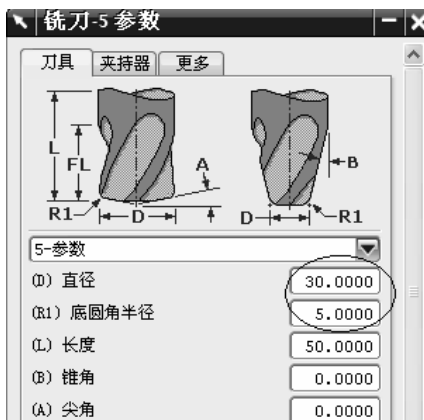 铣刀-5 参数
刀具 夹持器 更多
L FL A B
R1 D D R1
5-参数
(D) 直径 30.0000
(R1) 底圆角半径 5.0000
(L) 长度 50.0000
(B) 锥角 0.0000
(A) 尖角 0.0000